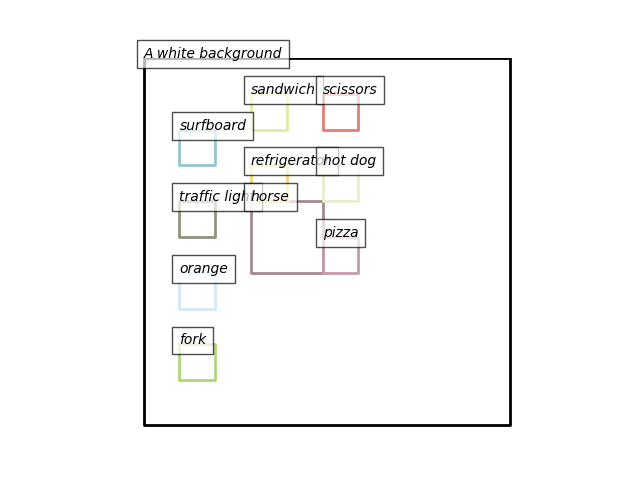 A white background
sandwich
scissors
surfboard
refrigerator
hot dog
traffic light
horse
pizza
orange
fork